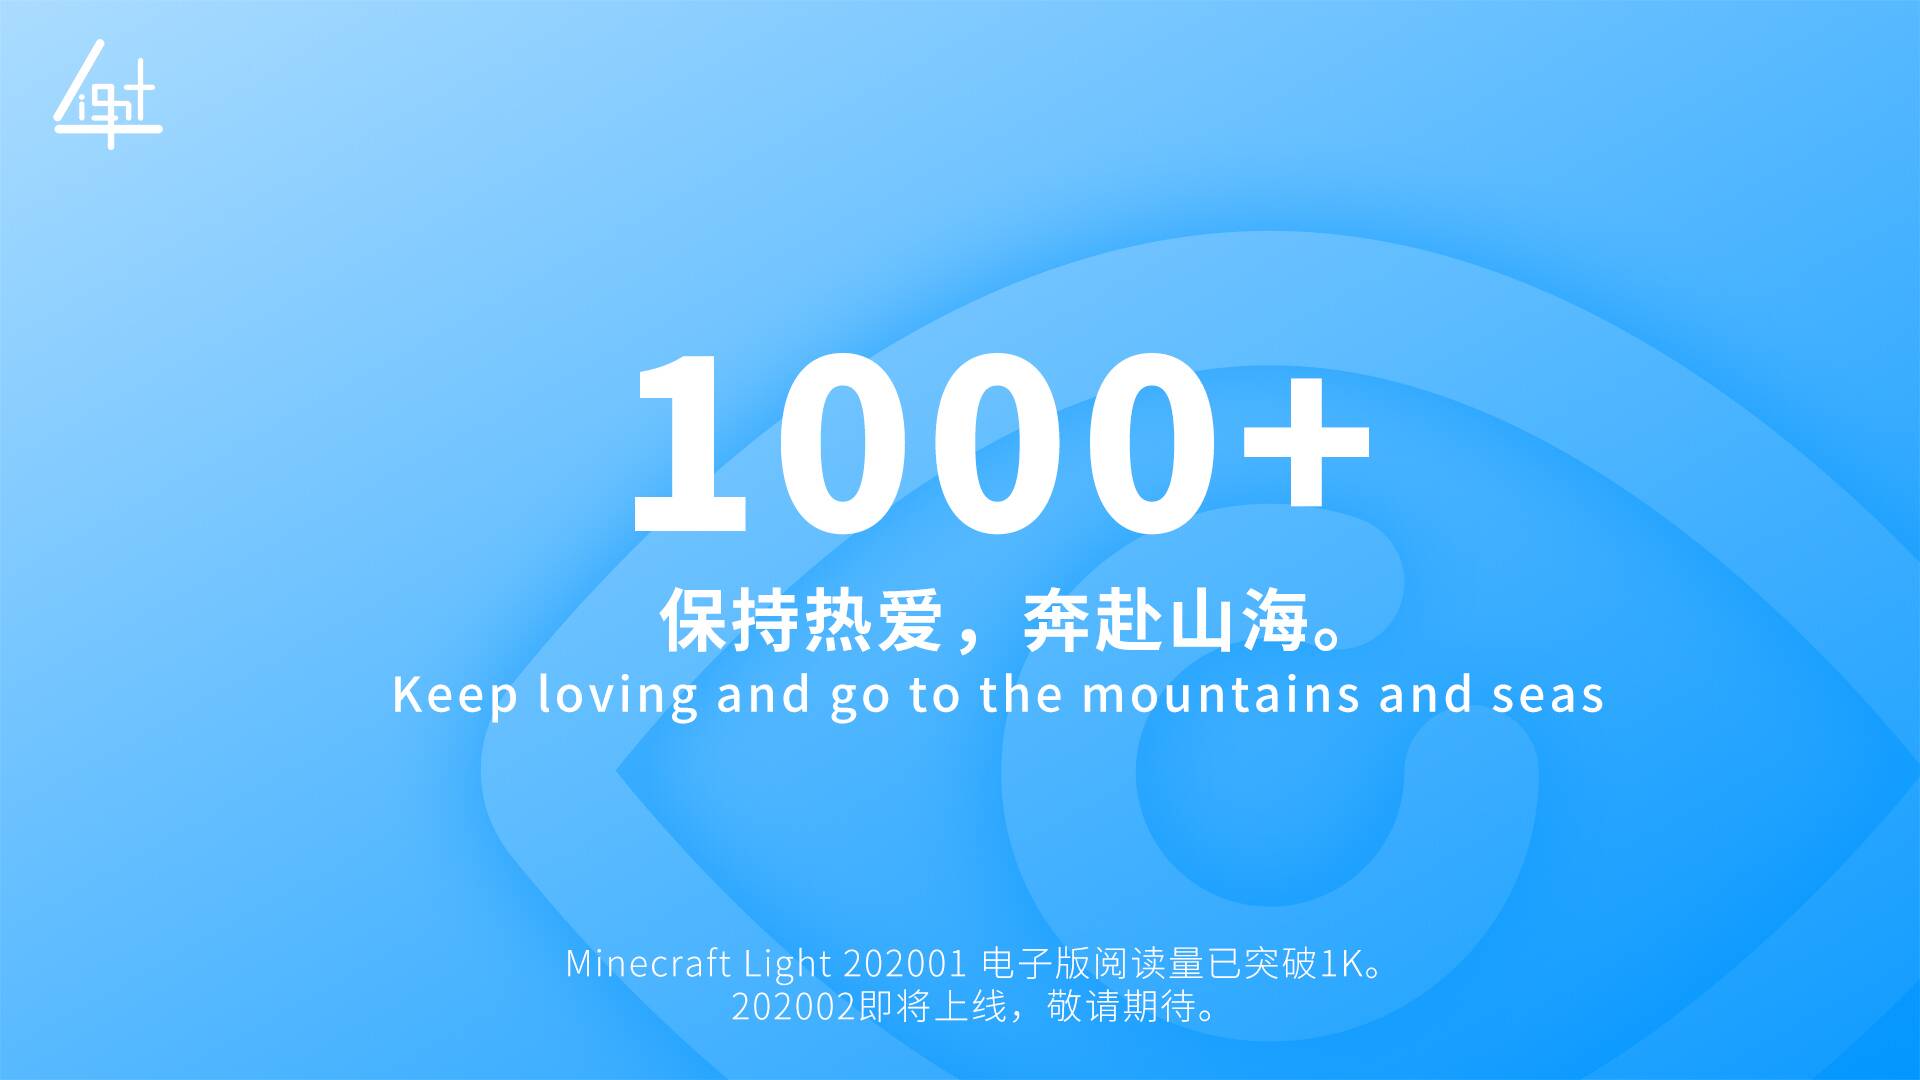 Light
1000+
保持热爱，奔赴山海。
Keep loving and go to the mountains and seas
Minecraft Light 202001 电子版阅读量已突破1K。
202002即将上线，敬请期待。